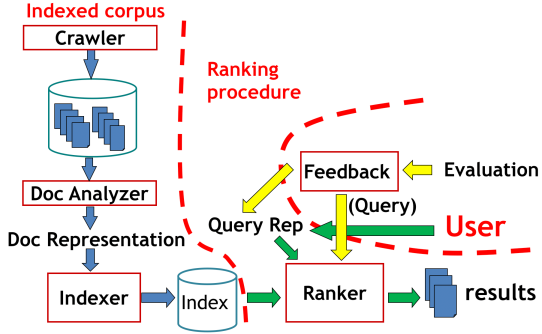 Indexed corpus
Crawler
Ranking
procedure
Feedback
Evaluation
Doc Analyzer
(Query)
Query Rep
User
Doc Representation
Indexer
Index
Ranker
results